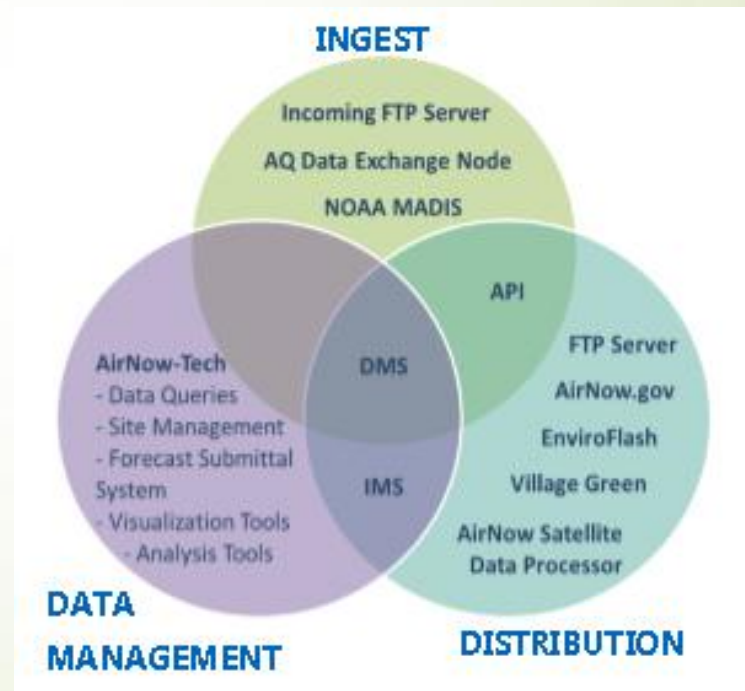 INGEST
Incoming FTP Server
AQ Data Exchange Node
NOAA MADIS
API
DMS
IMS
AirNow-Tech
- Data Queries
- Site Management
- Forecast Submittal
System
- Visualization Tools
- Analysis Tools
FTP Server
AirNow.gov
EnviroFlash
Village Green
AirNow Satellite
Data Processor
DATA
MANAGEMENT
DISTRIBUTION